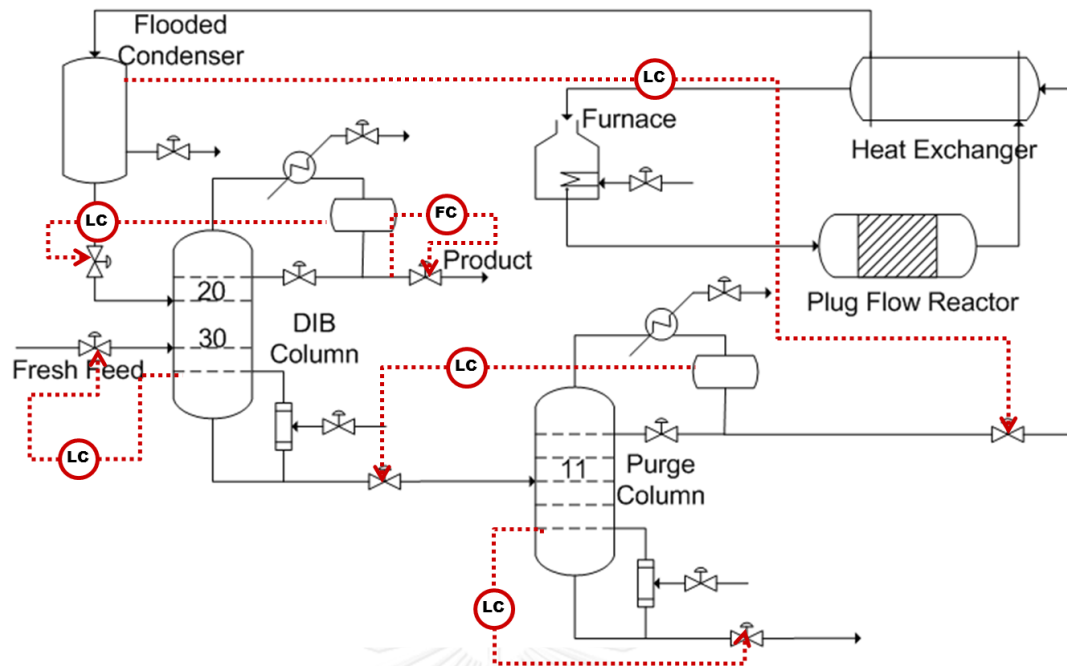 Flooded
Condenser
LC
Furnace
Heat Exchanger
LC
FC
Product
Plug Flow Reactor
20
30
DIB
Column
Fresh Feed
LC
LC
11
Purge
Column
LC